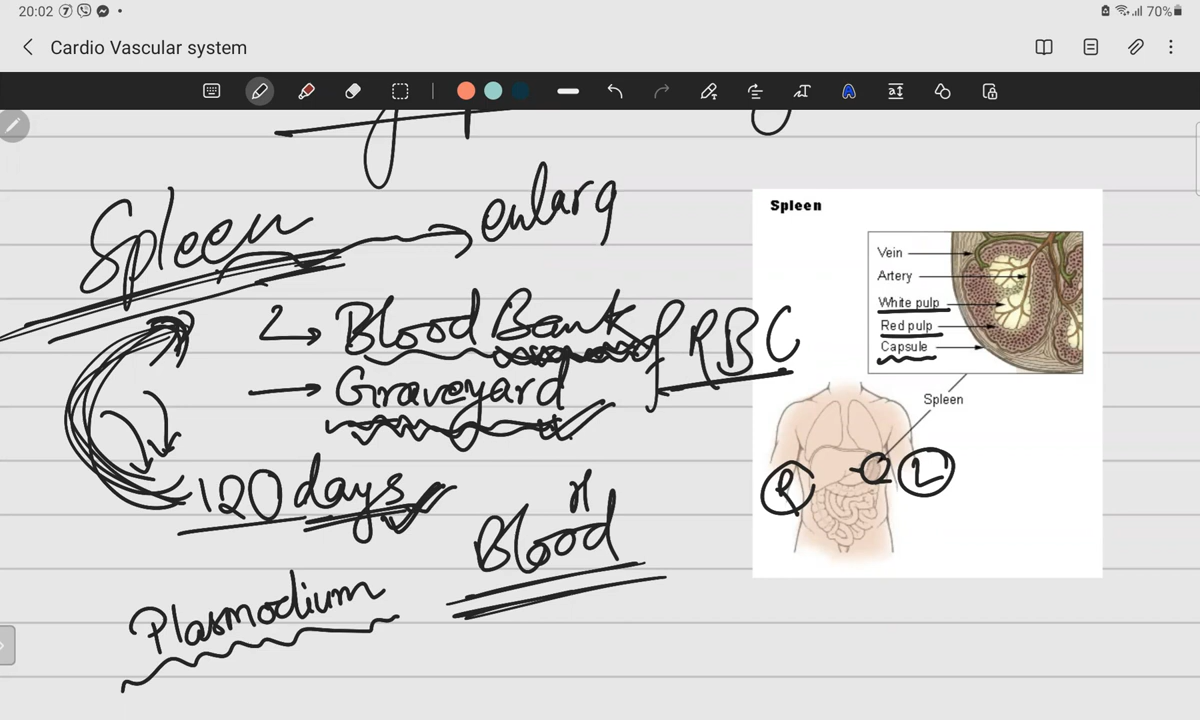 20:02 70%
Cardio Vascular system
Spleen → enlarg
→ Blood Bank
→ Graveyard
} RBC
120 days
Blood
Plasmodium
Spleen
Vein
Artery
White pulp
Red pulp
Capsule
Spleen
R L